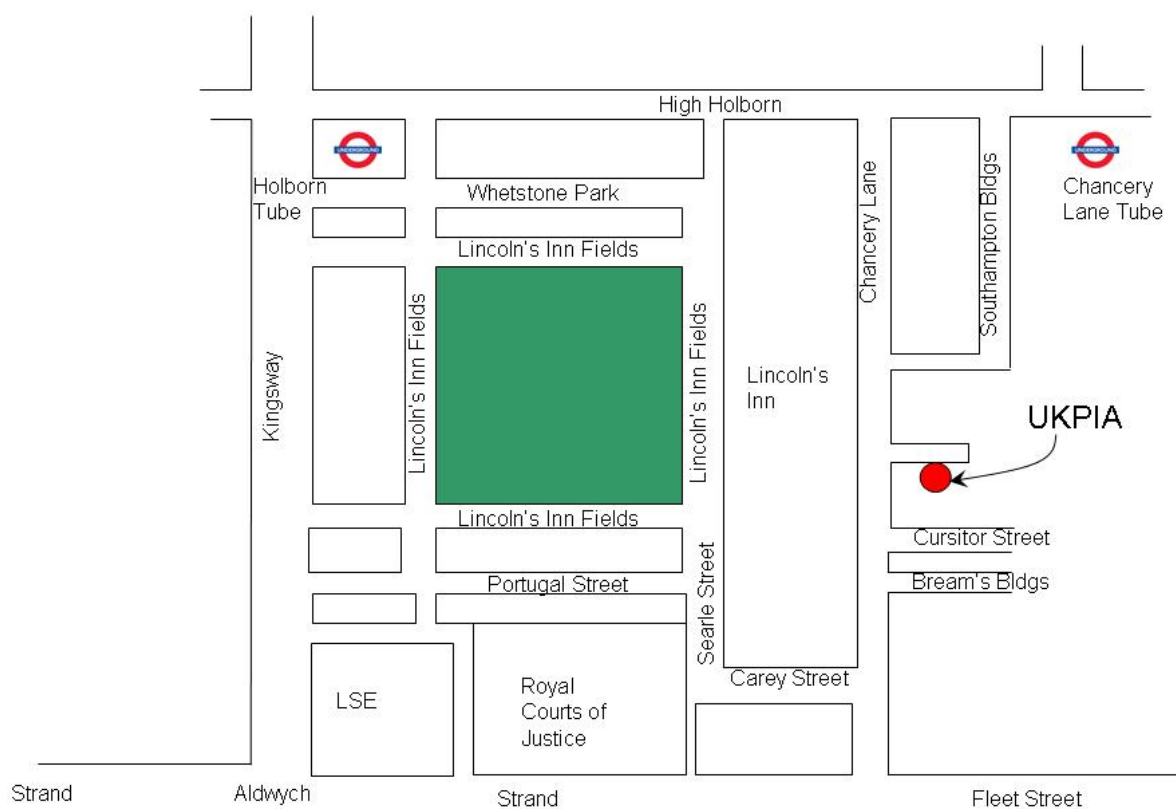 High Holborn
UNDERGROUND
UNDERGROUND
Holborn
Tube
Whetstone Park
Chancery Lane
Southampton Bldgs
Chancery
Lane Tube
Lincoln's Inn Fields
Kingsway
Lincoln's Inn Fields
Lincoln's Inn Fields
Lincoln's
Inn
UKPIA
Lincoln's Inn Fields
Cursitor Street
Portugal Street
Bream's Bldgs
Searle Street
Carey Street
LSE
Royal
Courts of
Justice
Strand
Aldwych
Strand
Fleet Street